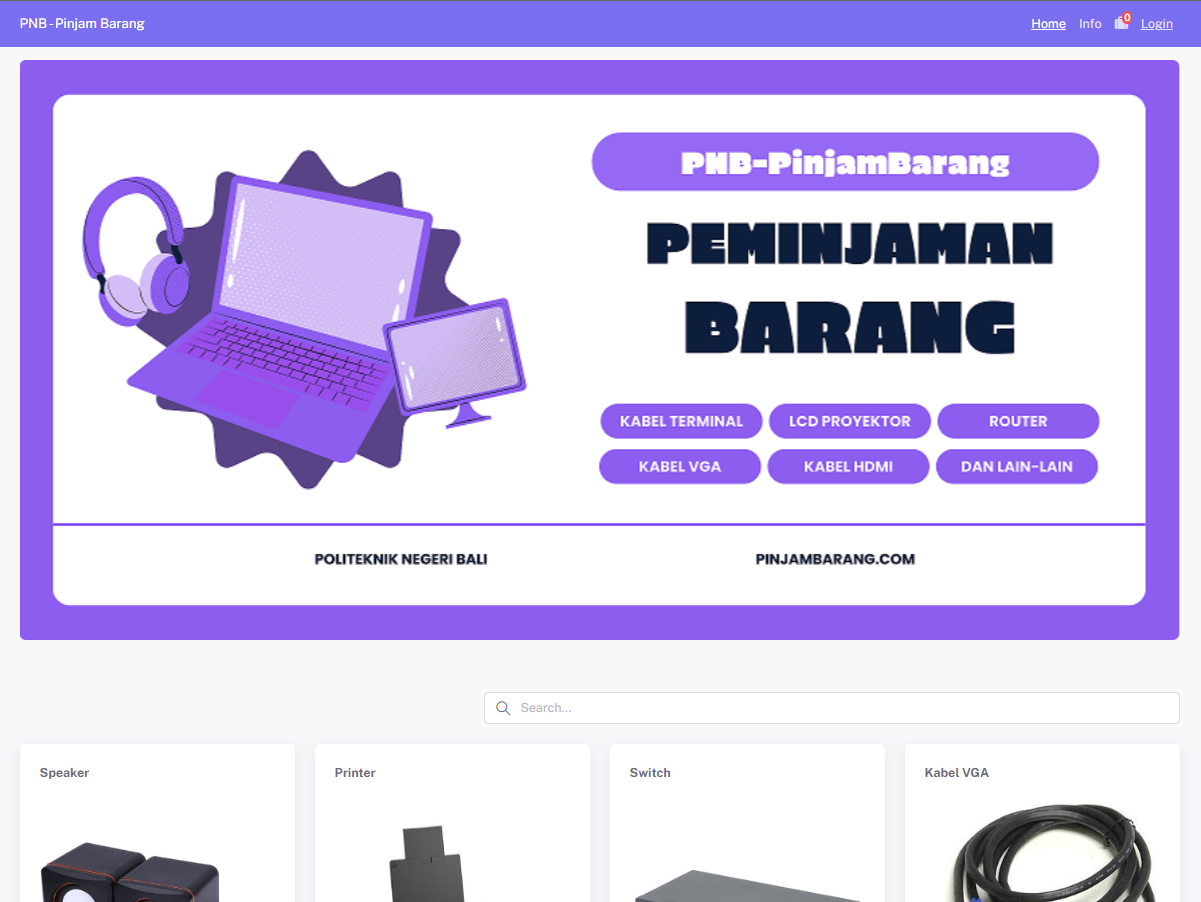 PNB - Pinjam Barang
Home Info 0 Login
PNB-PinjamBarang
PEMINJAMAN
BARANG
KABEL TERMINAL LCD PROYEKTOR ROUTER
KABEL VGA KABEL HDMI DAN LAIN-LAIN
POLITEKNIK NEGERI BALI PINJAMBARANG.COM
Search...
Speaker Printer Switch Kabel VGA